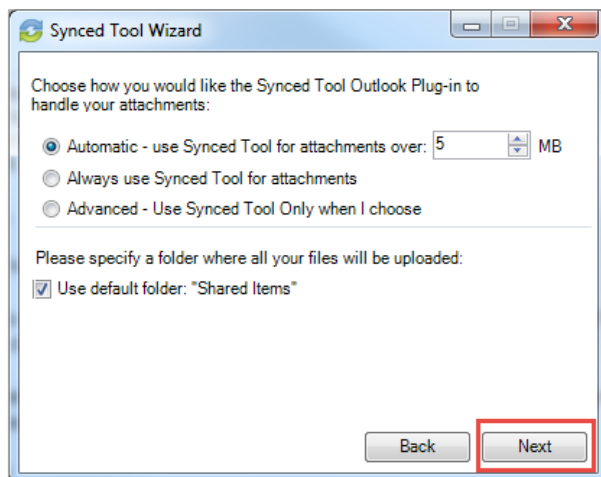 Synced Tool Wizard
Choose how you would like the Synced Tool Outlook Plug-in to
handle your attachments:
Automatic - use Synced Tool for attachments over: 5 MB
Always use Synced Tool for attachments
Advanced - Use Synced Tool Only when I choose
Please specify a folder where all your files will be uploaded:
Use default folder: "Shared Items"
Back Next